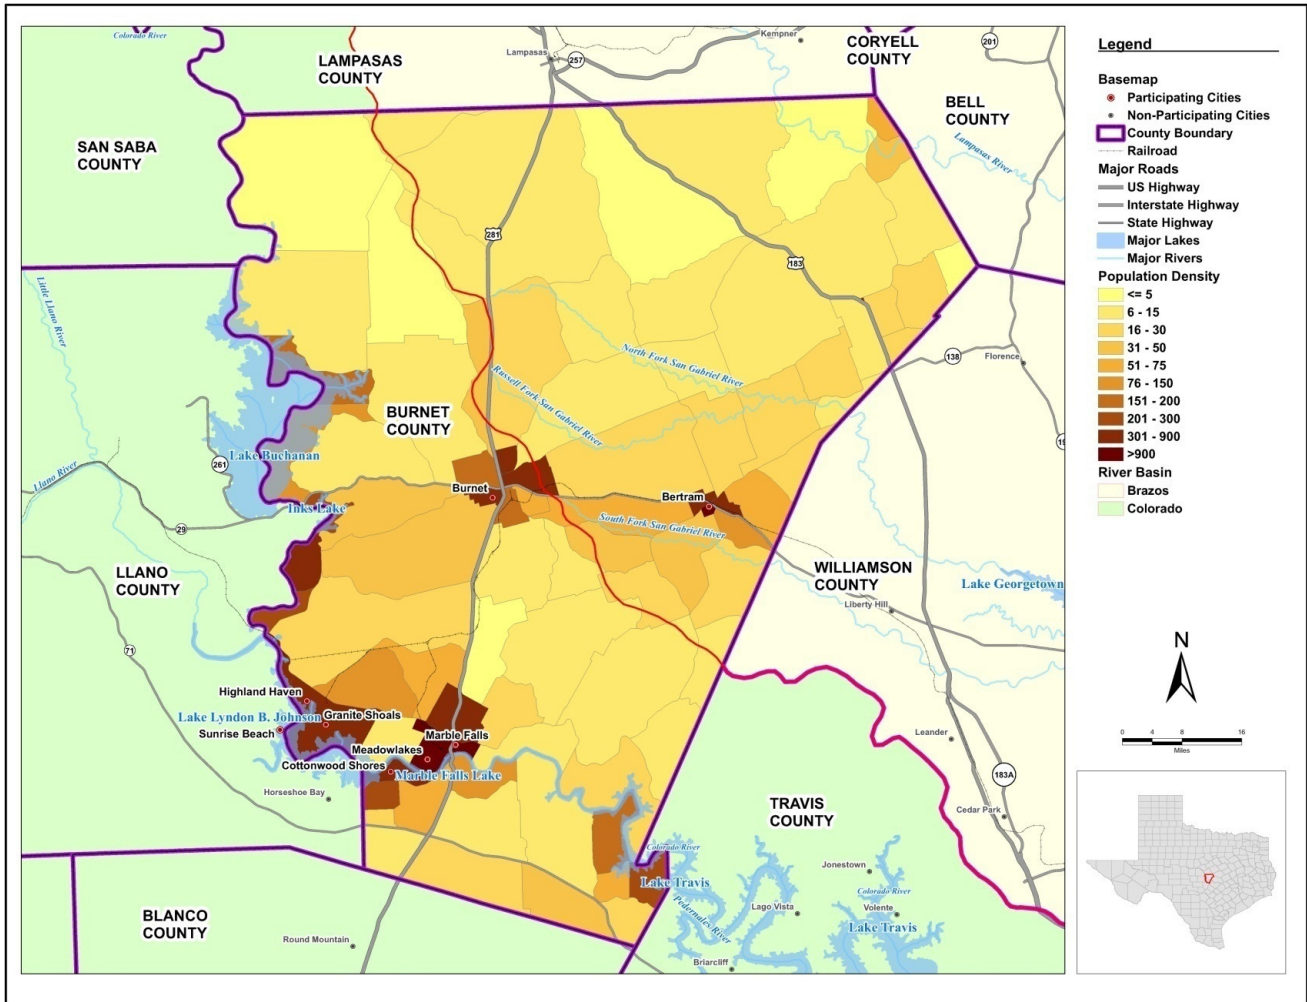 Colorado River
LAMPASAS
COUNTY
Lampasas
257
Kempner
CORYELL
COUNTY
201
BELL
COUNTY
SAN SABA
COUNTY
Lampasas River
281
183
Little Llano River
North Fork San Gabriel River
138
Florence
Russell Fork San Gabriel River
BURNET
COUNTY
19
Lake Buchanan
261
Llano River
Burnet
Bertram
Inks Lake
South Fork San Gabriel River
29
LLANO
COUNTY
WILLIAMSON
COUNTY
Lake Georgetown
Liberty Hill
71
Highland Haven
Lake Lyndon B. Johnson
Granite Shoals
Sunrise Beach
Marble Falls
Meadowlakes
Cottonwood Shores
Marble Falls Lake
Horseshoe Bay
Leander
183A
Cedar Park
TRAVIS
COUNTY
Colorado River
Jonestown
Lake Travis
Colorado River
Pedernales River
Lago Vista
Volente
Lake Travis
BLANCO
COUNTY
Round Mountain
Briarcliff
Legend
Basemap
Participating Cities
Non-Participating Cities
County Boundary
Railroad
Major Roads
US Highway
Interstate Highway
State Highway
Major Lakes
Major Rivers
Population Density
<= 5
6 - 15
16 - 30
31 - 50
51 - 75
76 - 150
151 - 200
201 - 300
301 - 900
>900
River Basin
Brazos
Colorado
N
0 4 8 16
Miles